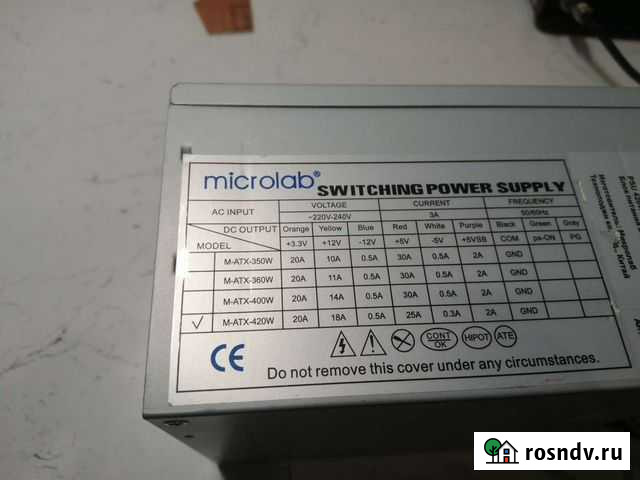 microlab® SWITCHING POWER SUPPLY
AC INPUT VOLTAGE CURRENT FREQUENCY
~220V-240V 3A 50/60Hz
DC OUTPUT Orange Yellow Blue Red White Purple Black Green Gray
MODEL +3.3V +12V -12V +5V -5V +5VSB COM ps-ON PG
M-ATX-350W 20A 10A 0.5A 30A 0.5A 2A GND
M-ATX-360W 20A 11A 0.5A 30A 0.5A 2A GND
M-ATX-400W 20A 14A 0.5A 30A 0.5A 2A GND
✓ M-ATX-420W 20A 18A 0.5A 25A 0.3A 2A GND
CE CONT OK HIPOT ATE
Do not remove this cover under any circumstances.
Изготовитель: Микролаб
Китай
rosndv.ru